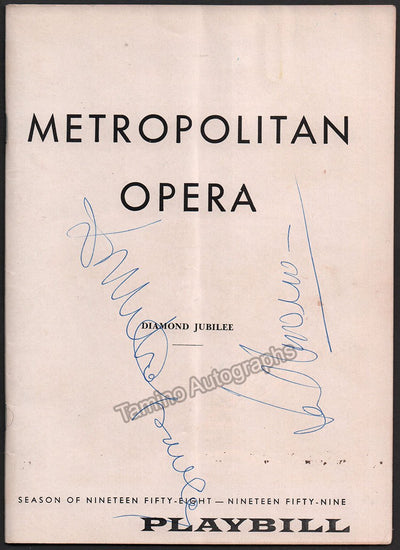 METROPOLITAN
OPERA
DIAMOND JUBILEE
Tamino Autographs
SEASON OF NINETEEN FIFTY-EIGHT — NINETEEN FIFTY-NINE
PLAYBILL